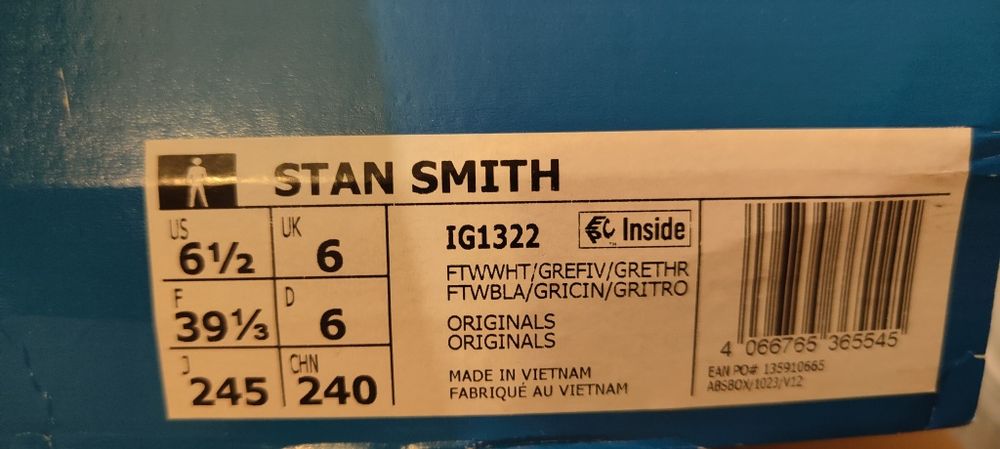 STAN SMITH
US 6½ UK 6
F 39⅓ D 6
J 245 CHN 240
IG1322 Inside
FTWWHT/GREFIV/GRETHR
FTWBLA/GRICIN/GRITRO
ORIGINALS
ORIGINALS
MADE IN VIETNAM
FABRIQUÉ AU VIETNAM
4 066765 365545
EAN PO# 135910665
ABSBOX/1023/V12